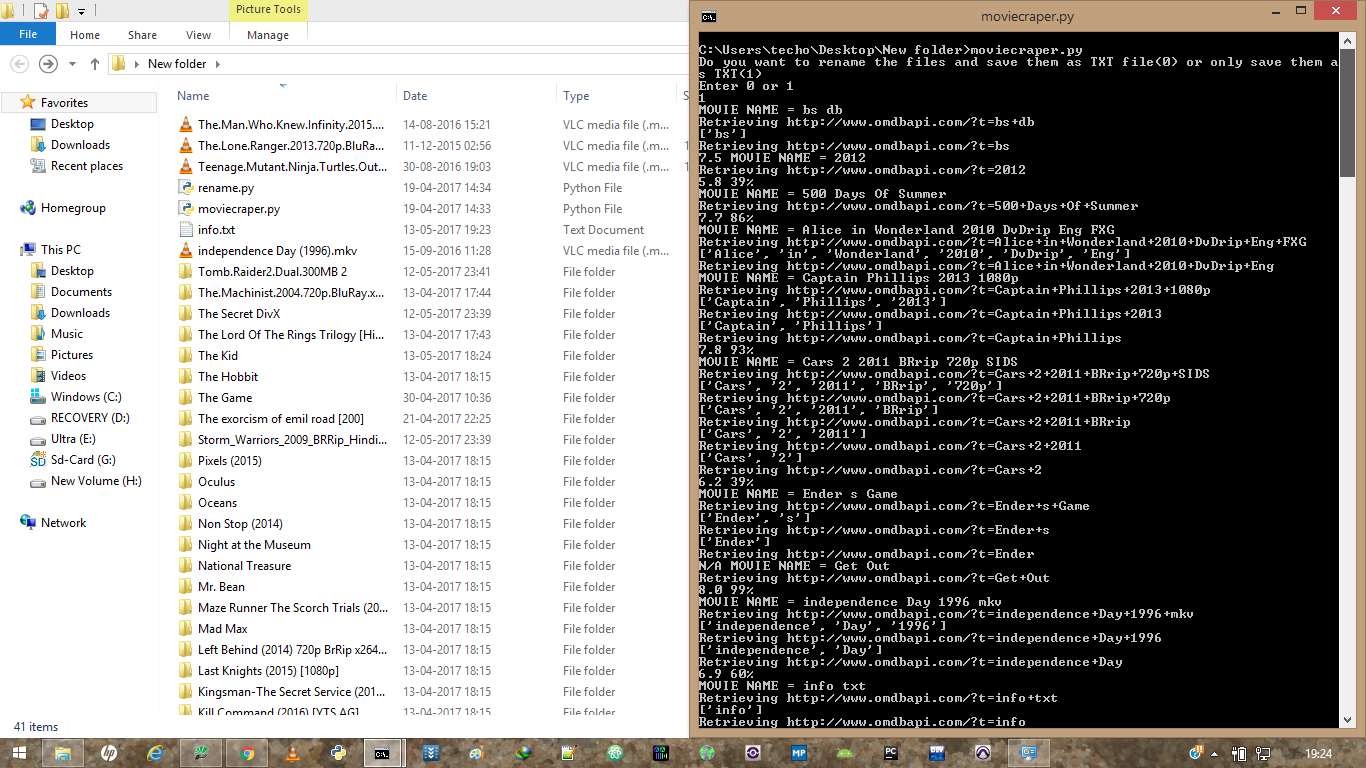 Picture Tools
File Home Share View Manage
New folder
Favorites
Desktop
Downloads
Recent places
Homegroup
This PC
Desktop
Documents
Downloads
Music
Pictures
Videos
Windows (C:)
RECOVERY (D:)
Ultra (E:)
Sd-Card (G:)
New Volume (H:)
Network
Name Date Type S
The.Man.Who.Knew.Infinity.2015.... 14-08-2016 15:21 VLC media file (.m...
The.Lone.Ranger.2013.720p.BluRa... 11-12-2015 02:56 VLC media file (.m... 1
Teenage.Mutant.Ninja.Turtles.Out... 30-08-2016 19:03 VLC media file (.m... 1
rename.py 19-04-2017 14:34 Python File
moviecraper.py 19-04-2017 14:33 Python File
info.txt 13-05-2017 19:23 Text Document
independence Day (1996).mkv 15-09-2016 11:28 VLC media file (.m...
Tomb.Raider2.Dual.300MB 2 12-05-2017 23:41 File folder
The.Machinist.2004.720p.BluRay.x... 13-04-2017 17:44 File folder
The Secret DivX 12-05-2017 23:39 File folder
The Lord Of The Rings Trilogy [Hi... 13-04-2017 17:43 File folder
The Kid 13-05-2017 18:24 File folder
The Hobbit 13-04-2017 18:15 File folder
The Game 30-04-2017 10:36 File folder
The exorcism of emil road [200] 21-04-2017 22:25 File folder
Storm_Warriors_2009_BRRip_Hindi... 12-05-2017 23:39 File folder
Pixels (2015) 13-04-2017 18:15 File folder
Oculus 13-04-2017 18:15 File folder
Oceans 13-04-2017 18:15 File folder
Non Stop (2014) 13-04-2017 18:15 File folder
Night at the Museum 13-04-2017 18:15 File folder
National Treasure 13-04-2017 18:15 File folder
Mr. Bean 13-04-2017 18:15 File folder
Maze Runner The Scorch Trials (20... 13-04-2017 18:15 File folder
Mad Max 13-04-2017 18:15 File folder
Left Behind (2014) 720p BrRip x264... 13-04-2017 18:15 File folder
Last Knights (2015) [1080p] 13-04-2017 18:15 File folder
Kingsman-The Secret Service (201... 13-04-2017 18:15 File folder
Kill Command (2016) [YTS.AG] 13-04-2017 18:15 File folder
41 items
moviecraper.py
C:\Users\techo\Desktop\New folder>moviecraper.py
Do you want to rename the files and save them as TXT file(0) or only save them a
s TXT(1)
Enter 0 or 1
1
MOVIE NAME = bs db
Retrieving http://www.omdbapi.com/?t=bs+db
['bs']
Retrieving http://www.omdbapi.com/?t=bs
7.5 MOVIE NAME = 2012
Retrieving http://www.omdbapi.com/?t=2012
5.8 39%
MOVIE NAME = 500 Days Of Summer
Retrieving http://www.omdbapi.com/?t=500+Days+Of+Summer
7.7 86%
MOVIE NAME = Alice in Wonderland 2010 DvDrip Eng FXG
Retrieving http://www.omdbapi.com/?t=Alice+in+Wonderland+2010+DvDrip+Eng+FXG
['Alice', 'in', 'Wonderland', '2010', 'DvDrip', 'Eng']
Retrieving http://www.omdbapi.com/?t=Alice+in+Wonderland+2010+DvDrip+Eng
MOVIE NAME = Captain Phillips 2013 1080p
Retrieving http://www.omdbapi.com/?t=Captain+Phillips+2013+1080p
['Captain', 'Phillips', '2013']
Retrieving http://www.omdbapi.com/?t=Captain+Phillips+2013
['Captain', 'Phillips']
Retrieving http://www.omdbapi.com/?t=Captain+Phillips
7.8 93%
MOVIE NAME = Cars 2 2011 BRrip 720p SIDS
Retrieving http://www.omdbapi.com/?t=Cars+2+2011+BRrip+720p+SIDS
['Cars', '2', '2011', 'BRrip', '720p']
Retrieving http://www.omdbapi.com/?t=Cars+2+2011+BRrip+720p
['Cars', '2', '2011', 'BRrip']
Retrieving http://www.omdbapi.com/?t=Cars+2+2011+BRrip
['Cars', '2', '2011']
Retrieving http://www.omdbapi.com/?t=Cars+2+2011
['Cars', '2']
Retrieving http://www.omdbapi.com/?t=Cars+2
6.2 39%
MOVIE NAME = Ender s Game
Retrieving http://www.omdbapi.com/?t=Ender+s+Game
['Ender', 's']
Retrieving http://www.omdbapi.com/?t=Ender+s
['Ender']
Retrieving http://www.omdbapi.com/?t=Ender
N/A MOVIE NAME = Get Out
Retrieving http://www.omdbapi.com/?t=Get+Out
8.0 99%
MOVIE NAME = independence Day 1996 mkv
Retrieving http://www.omdbapi.com/?t=independence+Day+1996+mkv
['independence', 'Day', '1996']
Retrieving http://www.omdbapi.com/?t=independence+Day+1996
['independence', 'Day']
Retrieving http://www.omdbapi.com/?t=independence+Day
6.9 60%
MOVIE NAME = info txt
Retrieving http://www.omdbapi.com/?t=info+txt
['info']
Retrieving http://www.omdbapi.com/?t=info
19:24